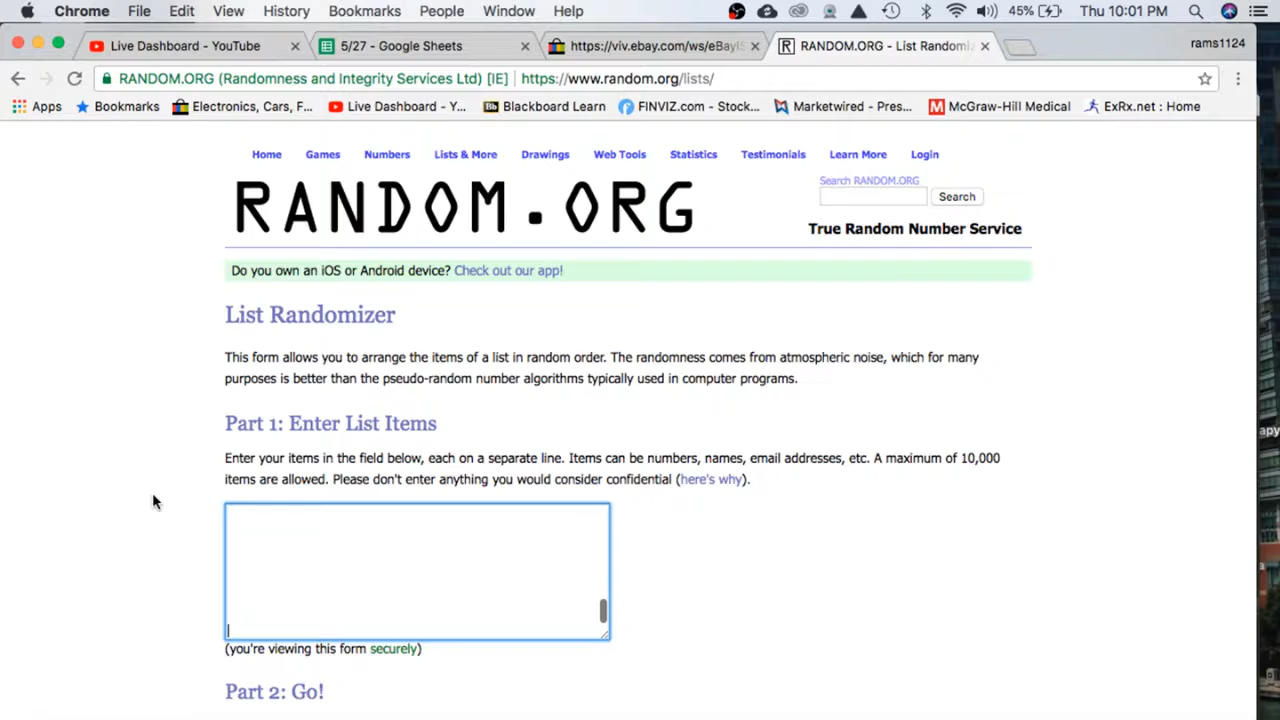 Chrome File Edit View History Bookmarks People Window Help 45% Thu 10:01 PM
Live Dashboard - YouTube 5/27 - Google Sheets https://viv.ebay.com/ws/eBayIS RANDOM.ORG - List Randomiz rams1124
RANDOM.ORG (Randomness and Integrity Services Ltd) [IE] https://www.random.org/lists/
Apps Bookmarks Electronics, Cars, F... Live Dashboard - Y... Bb Blackboard Learn FINVIZ.com - Stock... Marketwired - Pres... M McGraw-Hill Medical ExRx.net : Home
Home Games Numbers Lists & More Drawings Web Tools Statistics Testimonials Learn More Login
RANDOM.ORG
Search RANDOM.ORG
Search
True Random Number Service
Do you own an iOS or Android device? Check out our app!
List Randomizer
This form allows you to arrange the items of a list in random order. The randomness comes from atmospheric noise, which for many
purposes is better than the pseudo-random number algorithms typically used in computer programs.
Part 1: Enter List Items
Enter your items in the field below, each on a separate line. Items can be numbers, names, email addresses, etc. A maximum of 10,000
items are allowed. Please don't enter anything you would consider confidential (here's why).
(you're viewing this form securely)
Part 2: Go!